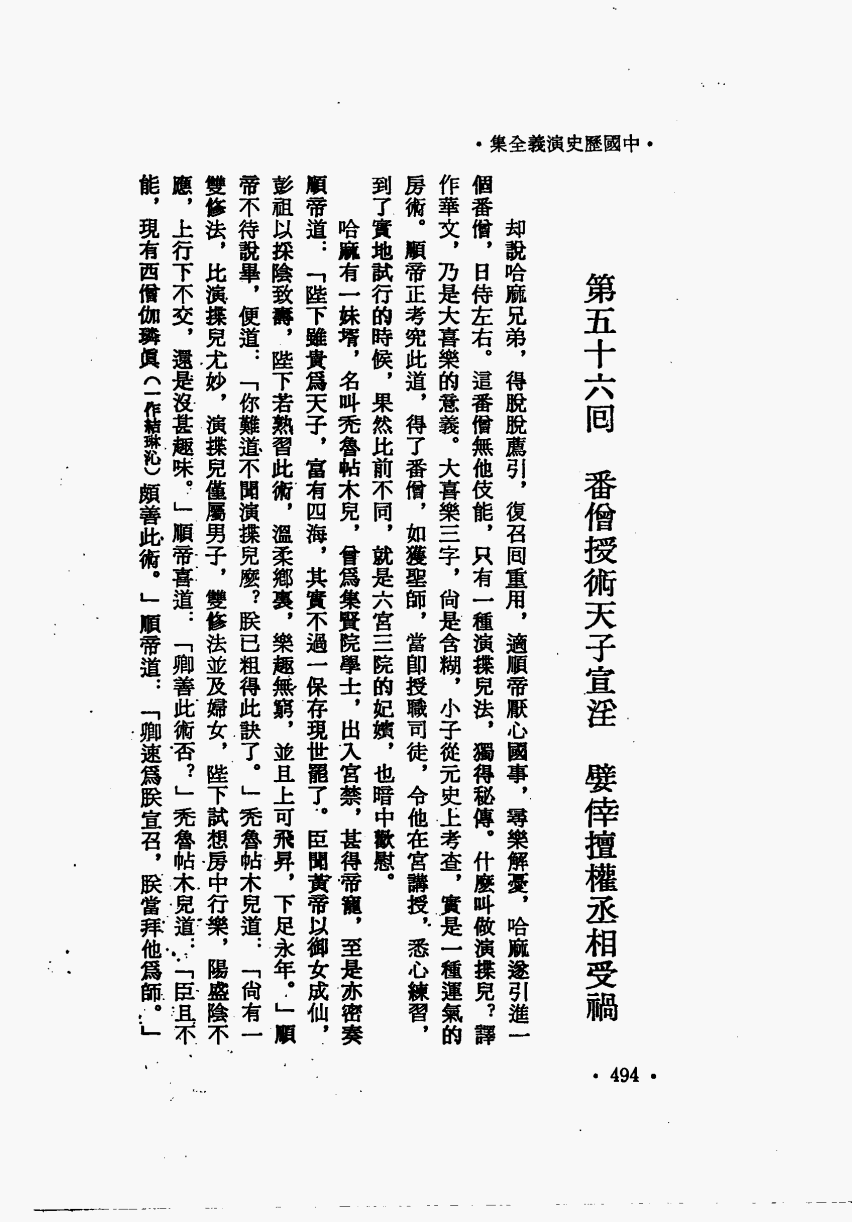 ·中國歷史演義全集·
第五十六回　番僧授術天子宣淫　嬖倖擅權丞相受禍
却說哈麻兄弟，得脫脫薦引，復召囘重用，適順帝厭心國事，尋樂解憂，哈麻遂引進一
個番僧，日侍左右。這番僧無他伎能，只有一種演揲兒法，獨得秘傳。什麼叫做演揲兒？譯
作華文，乃是大喜樂的意義。大喜樂三字，尙是含糊，小子從元史上考查，實是一種運氣的
房術。順帝正考究此道，得了番僧，如獲聖師，當卽授職司徒，令他在宮講授，悉心練習，
到了實地試行的時候，果然比前不同，就是六宮三院的妃嬪，也暗中歡慰。
哈麻有一妹壻，名叫禿魯帖木兒，曾爲集賢院學士，出入宮禁，甚得帝寵，至是亦密奏
順帝道：「陛下雖貴爲天子，富有四海，其實不過一保存現世罷了。臣聞黃帝以御女成仙，
彭祖以採陰致壽，陛下若熟習此術，溫柔鄕裏，樂趣無窮，並且上可飛昇，下足永年。」順
帝不待說畢，便道：「你難道不聞演揲兒麼？朕已粗得此訣了。」禿魯帖木兒道：「尙有一
雙修法，比演揲兒尤妙，演揲兒僅屬男子，雙修法並及婦女，陛下試想房中行樂，陽盛陰不
應，上行下不交，還是沒甚趣味。」順帝喜道：「卿善此術否？」禿魯帖木兒道：「臣且不
能，現有西僧伽璘眞（一作結琳沁）頗善此術。」順帝道：「卿速爲朕宣召，朕當拜他爲師。」
·494·